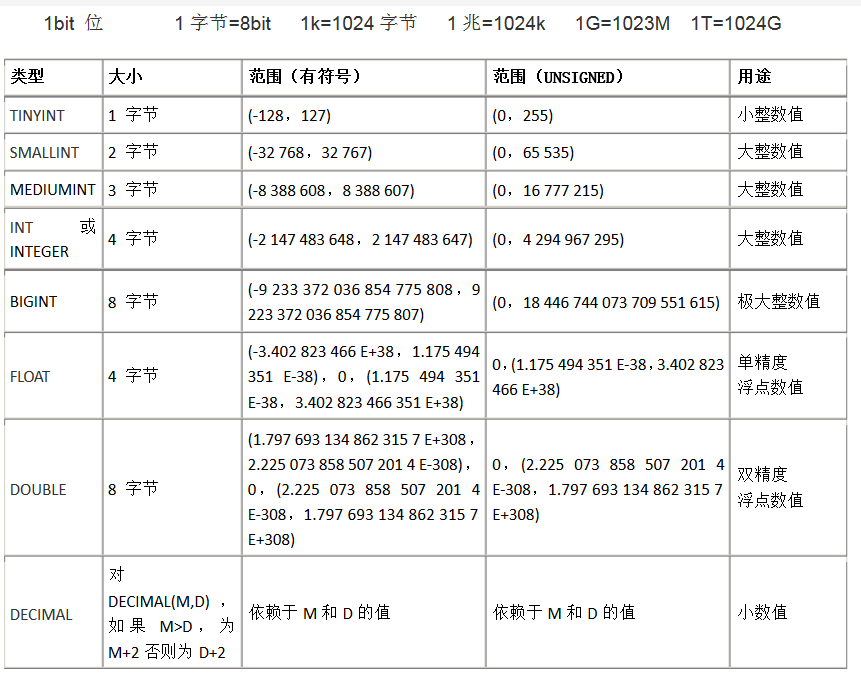 1bit 位 1 字节=8bit 1k=1024 字节 1 兆=1024k 1G=1023M 1T=1024G
类型 大小 范围（有符号） 范围（UNSIGNED） 用途
TINYINT 1 字节 (-128，127) (0，255) 小整数值
SMALLINT 2 字节 (-32 768，32 767) (0，65 535) 大整数值
MEDIUMINT 3 字节 (-8 388 608，8 388 607) (0，16 777 215) 大整数值
INT 或
INTEGER
4 字节 (-2 147 483 648，2 147 483 647) (0，4 294 967 295) 大整数值
BIGINT 8 字节
(-9 233 372 036 854 775 808，9
223 372 036 854 775 807)
(0，18 446 744 073 709 551 615) 极大整数值
FLOAT 4 字节
(-3.402 823 466 E+38，1.175 494
351 E-38)，0，(1.175 494 351
E-38，3.402 823 466 351 E+38)
0，(1.175 494 351 E-38，3.402 823
466 E+38)
单精度
浮点数值
DOUBLE 8 字节
(1.797 693 134 862 315 7 E+308，
2.225 073 858 507 201 4 E-308)，
0，(2.225 073 858 507 201 4
E-308，1.797 693 134 862 315 7
E+308)
0，(2.225 073 858 507 201 4
E-308，1.797 693 134 862 315 7
E+308)
双精度
浮点数值
DECIMAL
对
DECIMAL(M,D) ，
如果 M>D，为
M+2 否则为 D+2
依赖于 M 和 D 的值 依赖于 M 和 D 的值 小数值